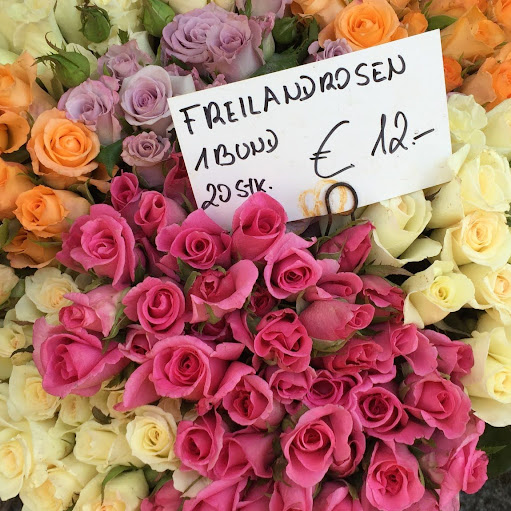 FREILANDROSEN
1 BUND
€ 12.-
20 STK.